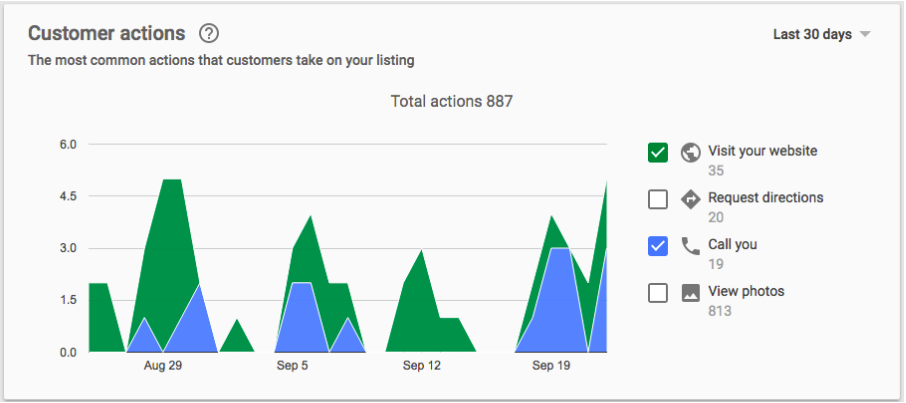 Customer actions ?
Last 30 days
The most common actions that customers take on your listing
Total actions 887
6.0
4.5
3.0
1.5
0.0
Aug 29 Sep 5 Sep 12 Sep 19
Visit your website
35
Request directions
20
Call you
19
View photos
813